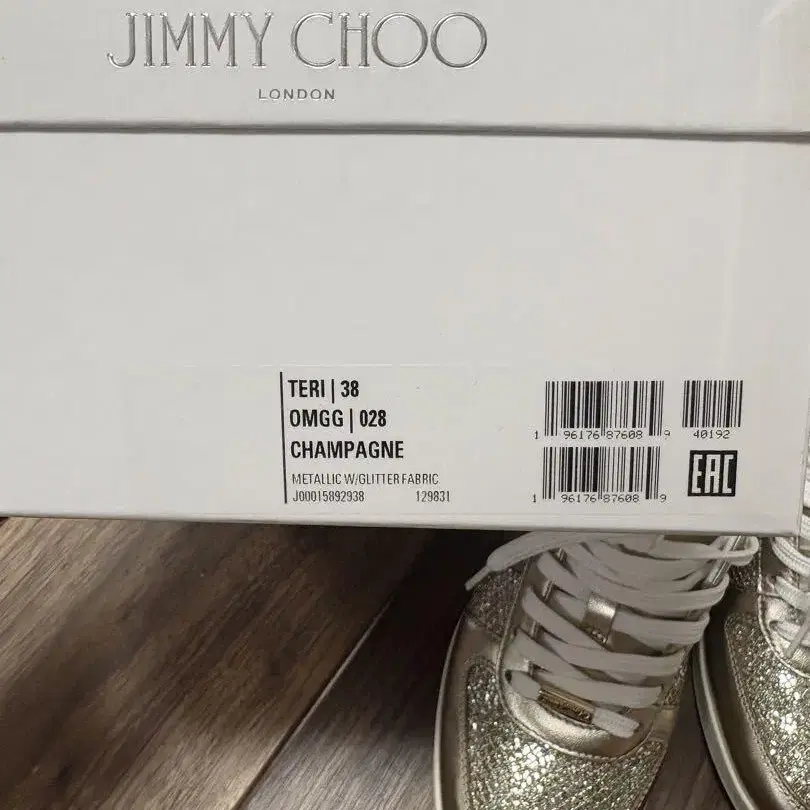 JIMMY CHOO
LONDON
TERI | 38
OMGG | 028
CHAMPAGNE
METALLIC W/GLITTER FABRIC
J00015892938 129831
1 96176 87608 9 40192
1 96176 87608 9
EAC